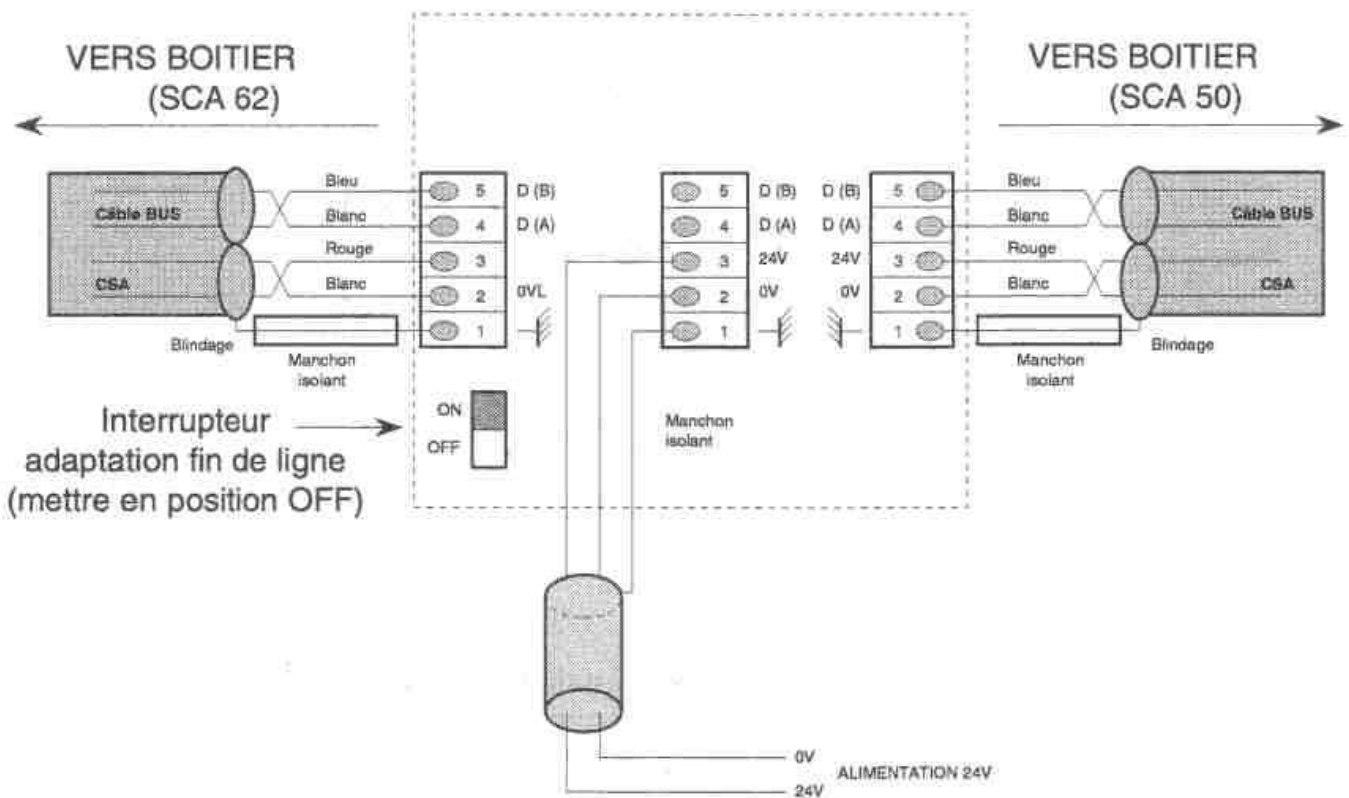 VERS BOITIER
(SCA 62)
VERS BOITIER
(SCA 50)
Bleu
Blanc
Rouge
Blanc
Câble BUS
CSA
Blindage
Manchon
isolant
5 D (B)
4 D (A)
3
2 0VL
1
5 D (B)
4 D (A)
3 24V
2 0V
1
D (B) 5
D (A) 4
24V 3
0V 2
1
Bleu
Blanc
Rouge
Blanc
Câble BUS
CSA
Manchon
isolant
Blindage
Interrupteur
adaptation fin de ligne
(mettre en position OFF)
ON
OFF
Manchon
isolant
0V
ALIMENTATION 24V
24V